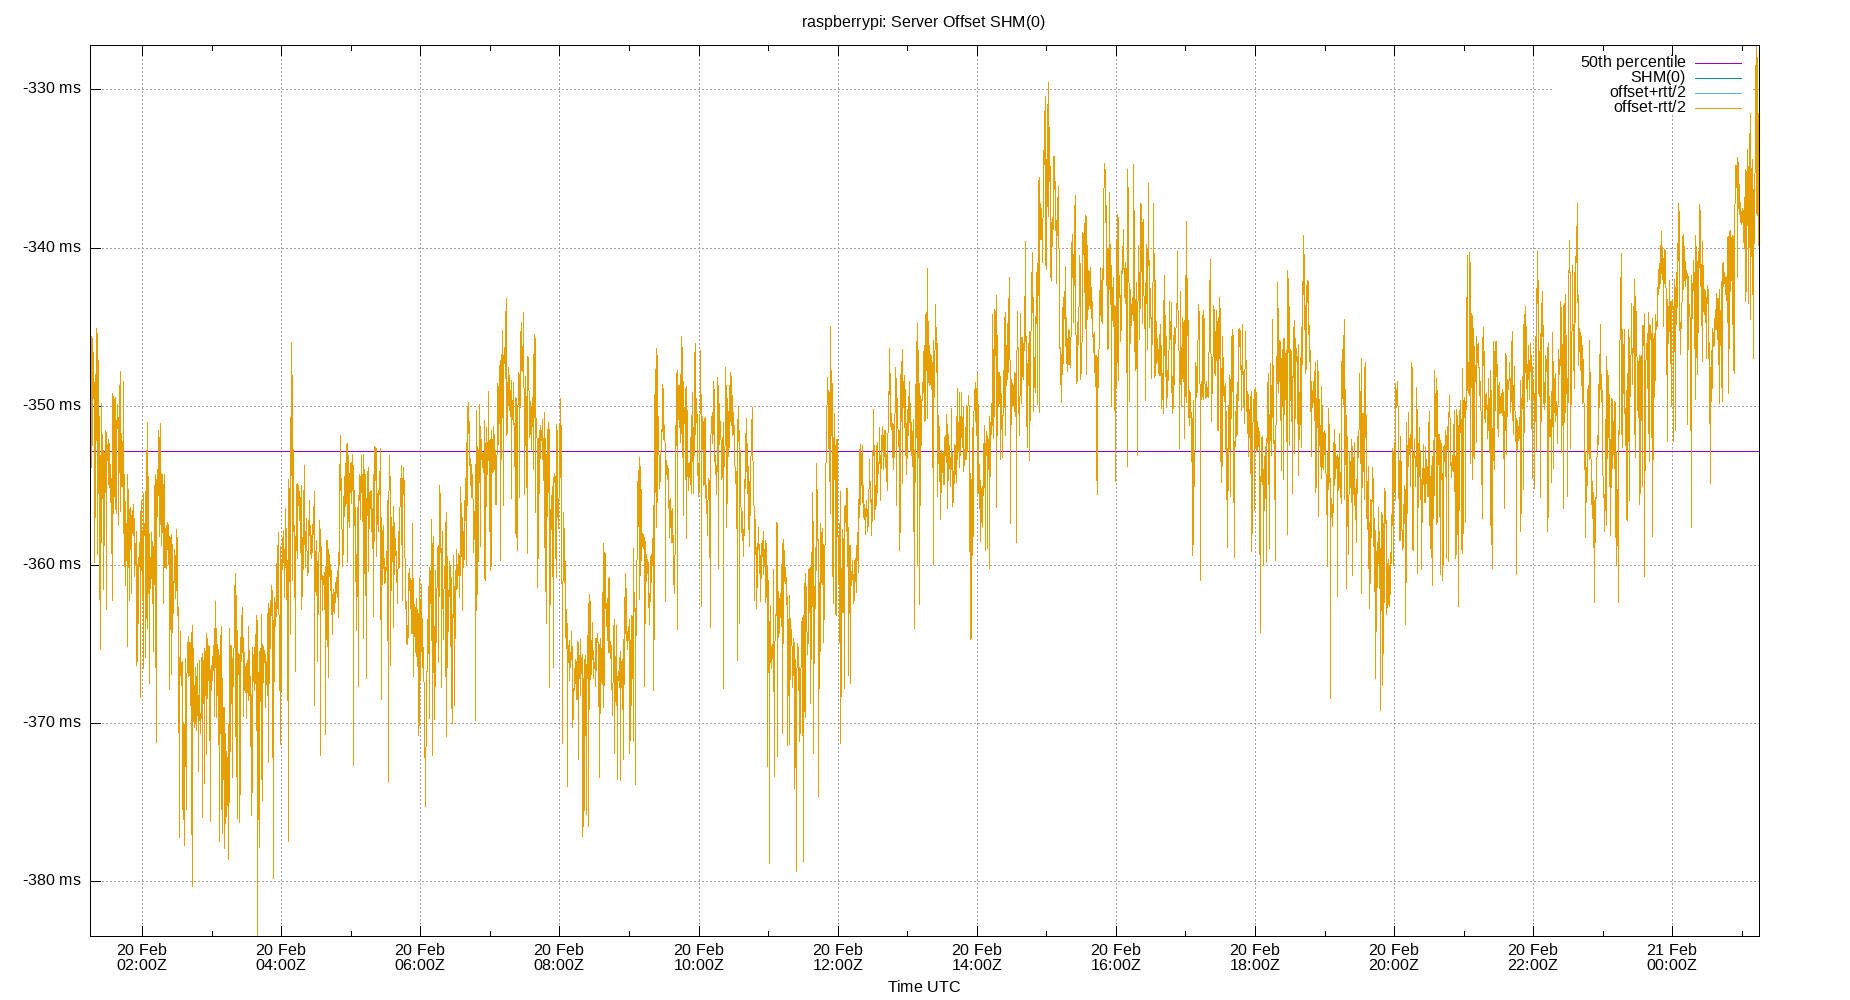 raspberrypi: Server Offset SHM(0)
50th percentile
SHM(0)
offset+rtt/2
offset-rtt/2
-330 ms
-340 ms
-350 ms
-360 ms
-370 ms
-380 ms
20 Feb 20 Feb 20 Feb 20 Feb 20 Feb 20 Feb 20 Feb 20 Feb 20 Feb 20 Feb 20 Feb 21 Feb
02:00Z 04:00Z 06:00Z 08:00Z 10:00Z 12:00Z 14:00Z 16:00Z 18:00Z 20:00Z 22:00Z 00:00Z
Time UTC